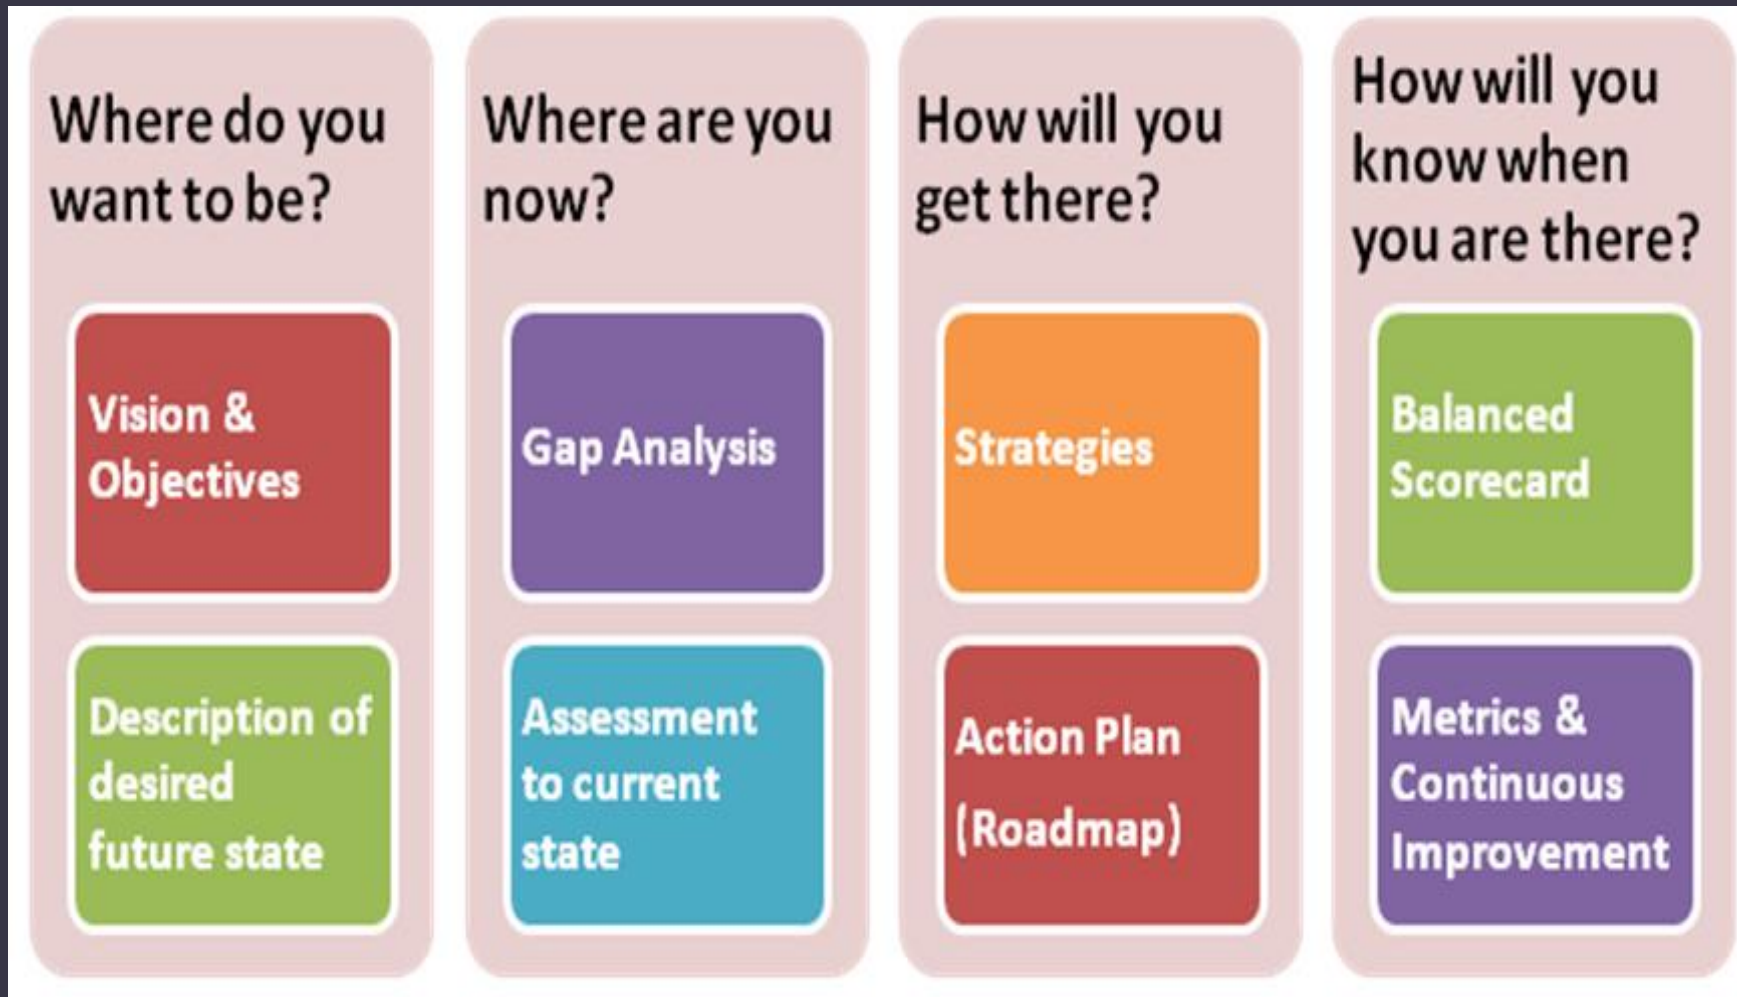 Where do you
want to be?
Vision &
Objectives
Description of
desired
future state
Where are you
now?
Gap Analysis
Assessment
to current
state
How will you
get there?
Strategies
Action Plan
(Roadmap)
How will you
know when
you are there?
Balanced
Scorecard
Metrics &
Continuous
Improvement